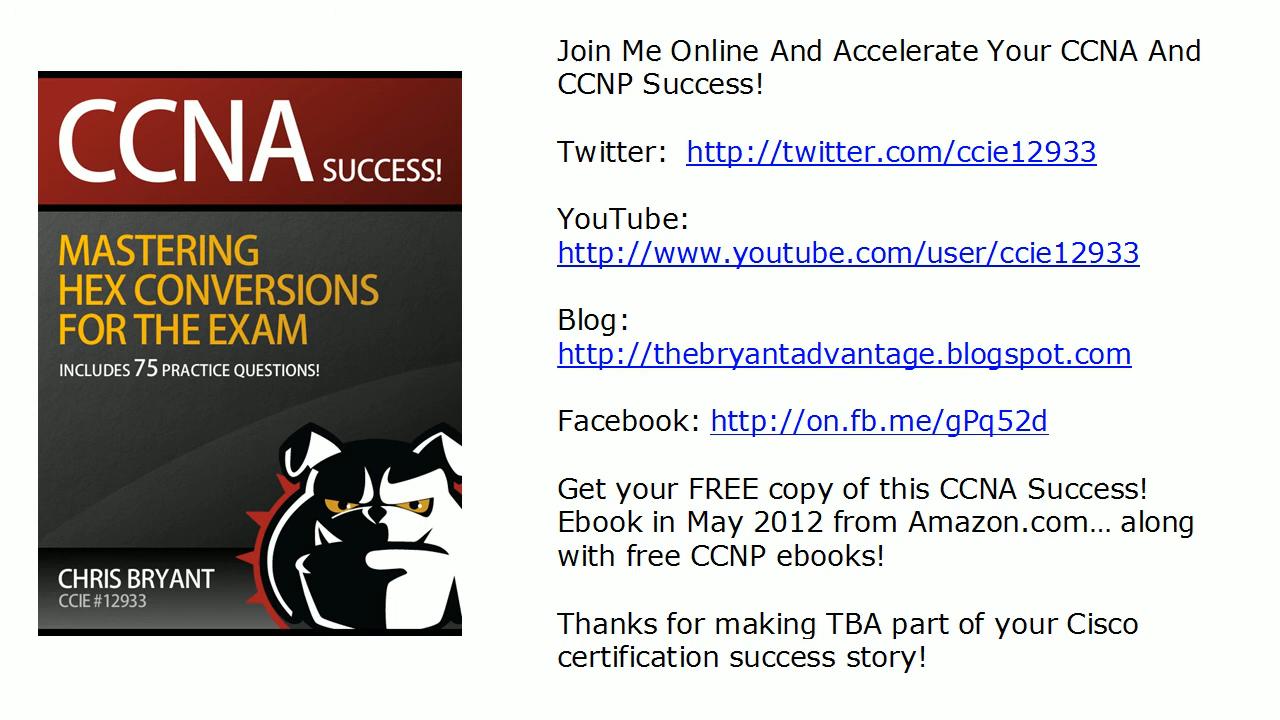 CCNA SUCCESS!
MASTERING
HEX CONVERSIONS
FOR THE EXAM
INCLUDES 75 PRACTICE QUESTIONS!
CHRIS BRYANT
CCIE #12933
Join Me Online And Accelerate Your CCNA And
CCNP Success!
Twitter:  http://twitter.com/ccie12933
YouTube:
http://www.youtube.com/user/ccie12933
Blog:
http://thebryantadvantage.blogspot.com
Facebook: http://on.fb.me/gPq52d
Get your FREE copy of this CCNA Success!
Ebook in May 2012 from Amazon.com… along
with free CCNP ebooks!
Thanks for making TBA part of your Cisco
certification success story!